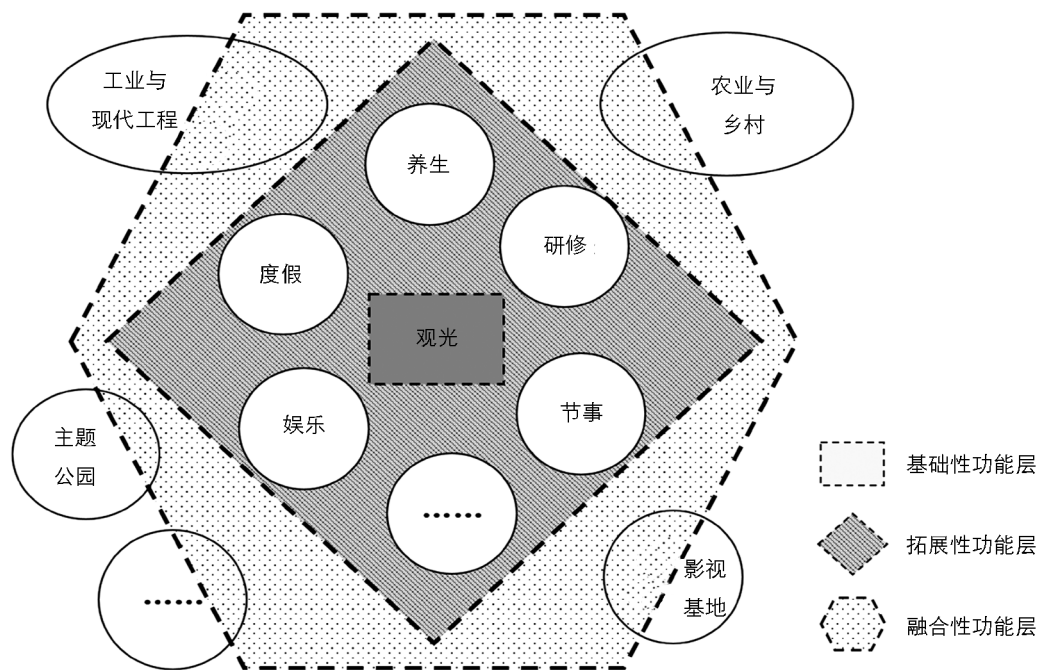 工业与
现代工程
农业与
乡村
养生
研修
度假
观光
娱乐
节事
主题
公园
......
......
影视
基地
基础性功能层
拓展性功能层
融合性功能层